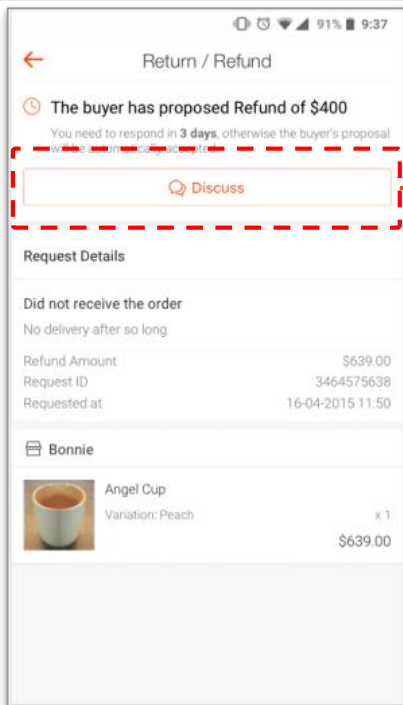 91% 9:37
Return / Refund
The buyer has proposed Refund of $400
You need to respond in 3 days, otherwise the buyer's proposal
will be automatically accepted.
Discuss
Request Details
Did not receive the order
No delivery after so long
Refund Amount $639.00
Request ID 3464575638
Requested at 16-04-2015 11:50
Bonnie
Angel Cup
Variation: Peach x 1
$639.00